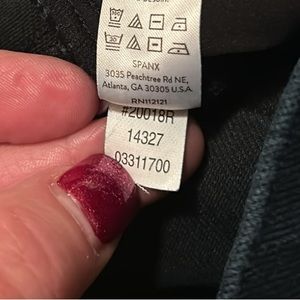 SPANX
3035 Peachtree Rd NE,
Atlanta, GA 30305 U.S.A.
RN112121
#20018R
14327
03311700